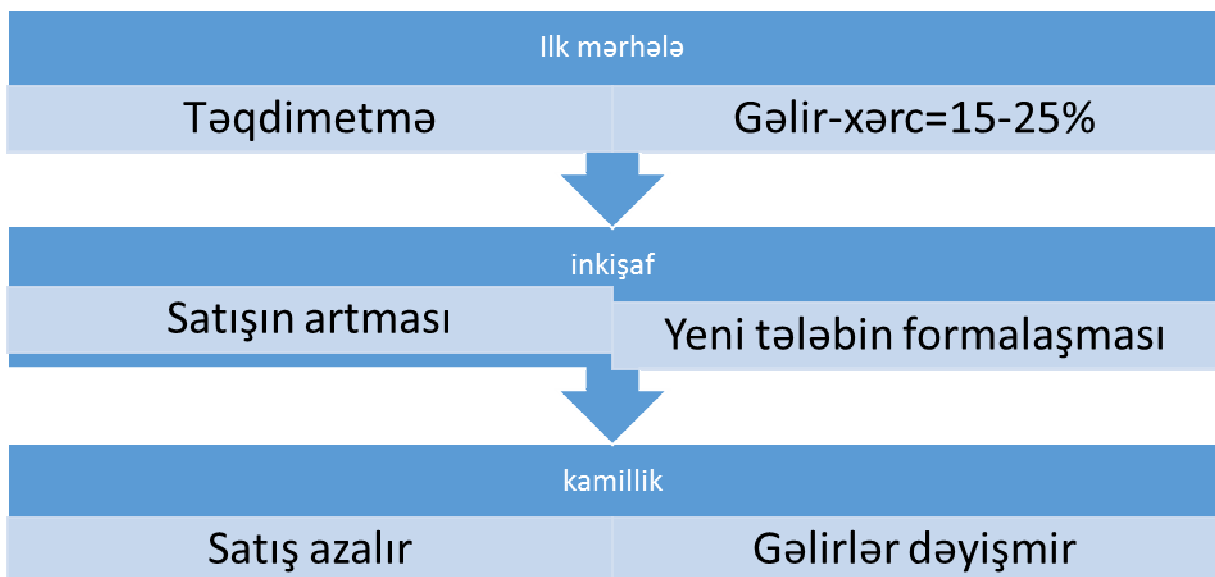 Ilk mərhələ
Təqdimetmə
Gəlir-xərc=15-25%
inkişaf
Satışın artması
Yeni tələbin formalaşması
kamillik
Satış azalır
Gəlirlər dəyişmir